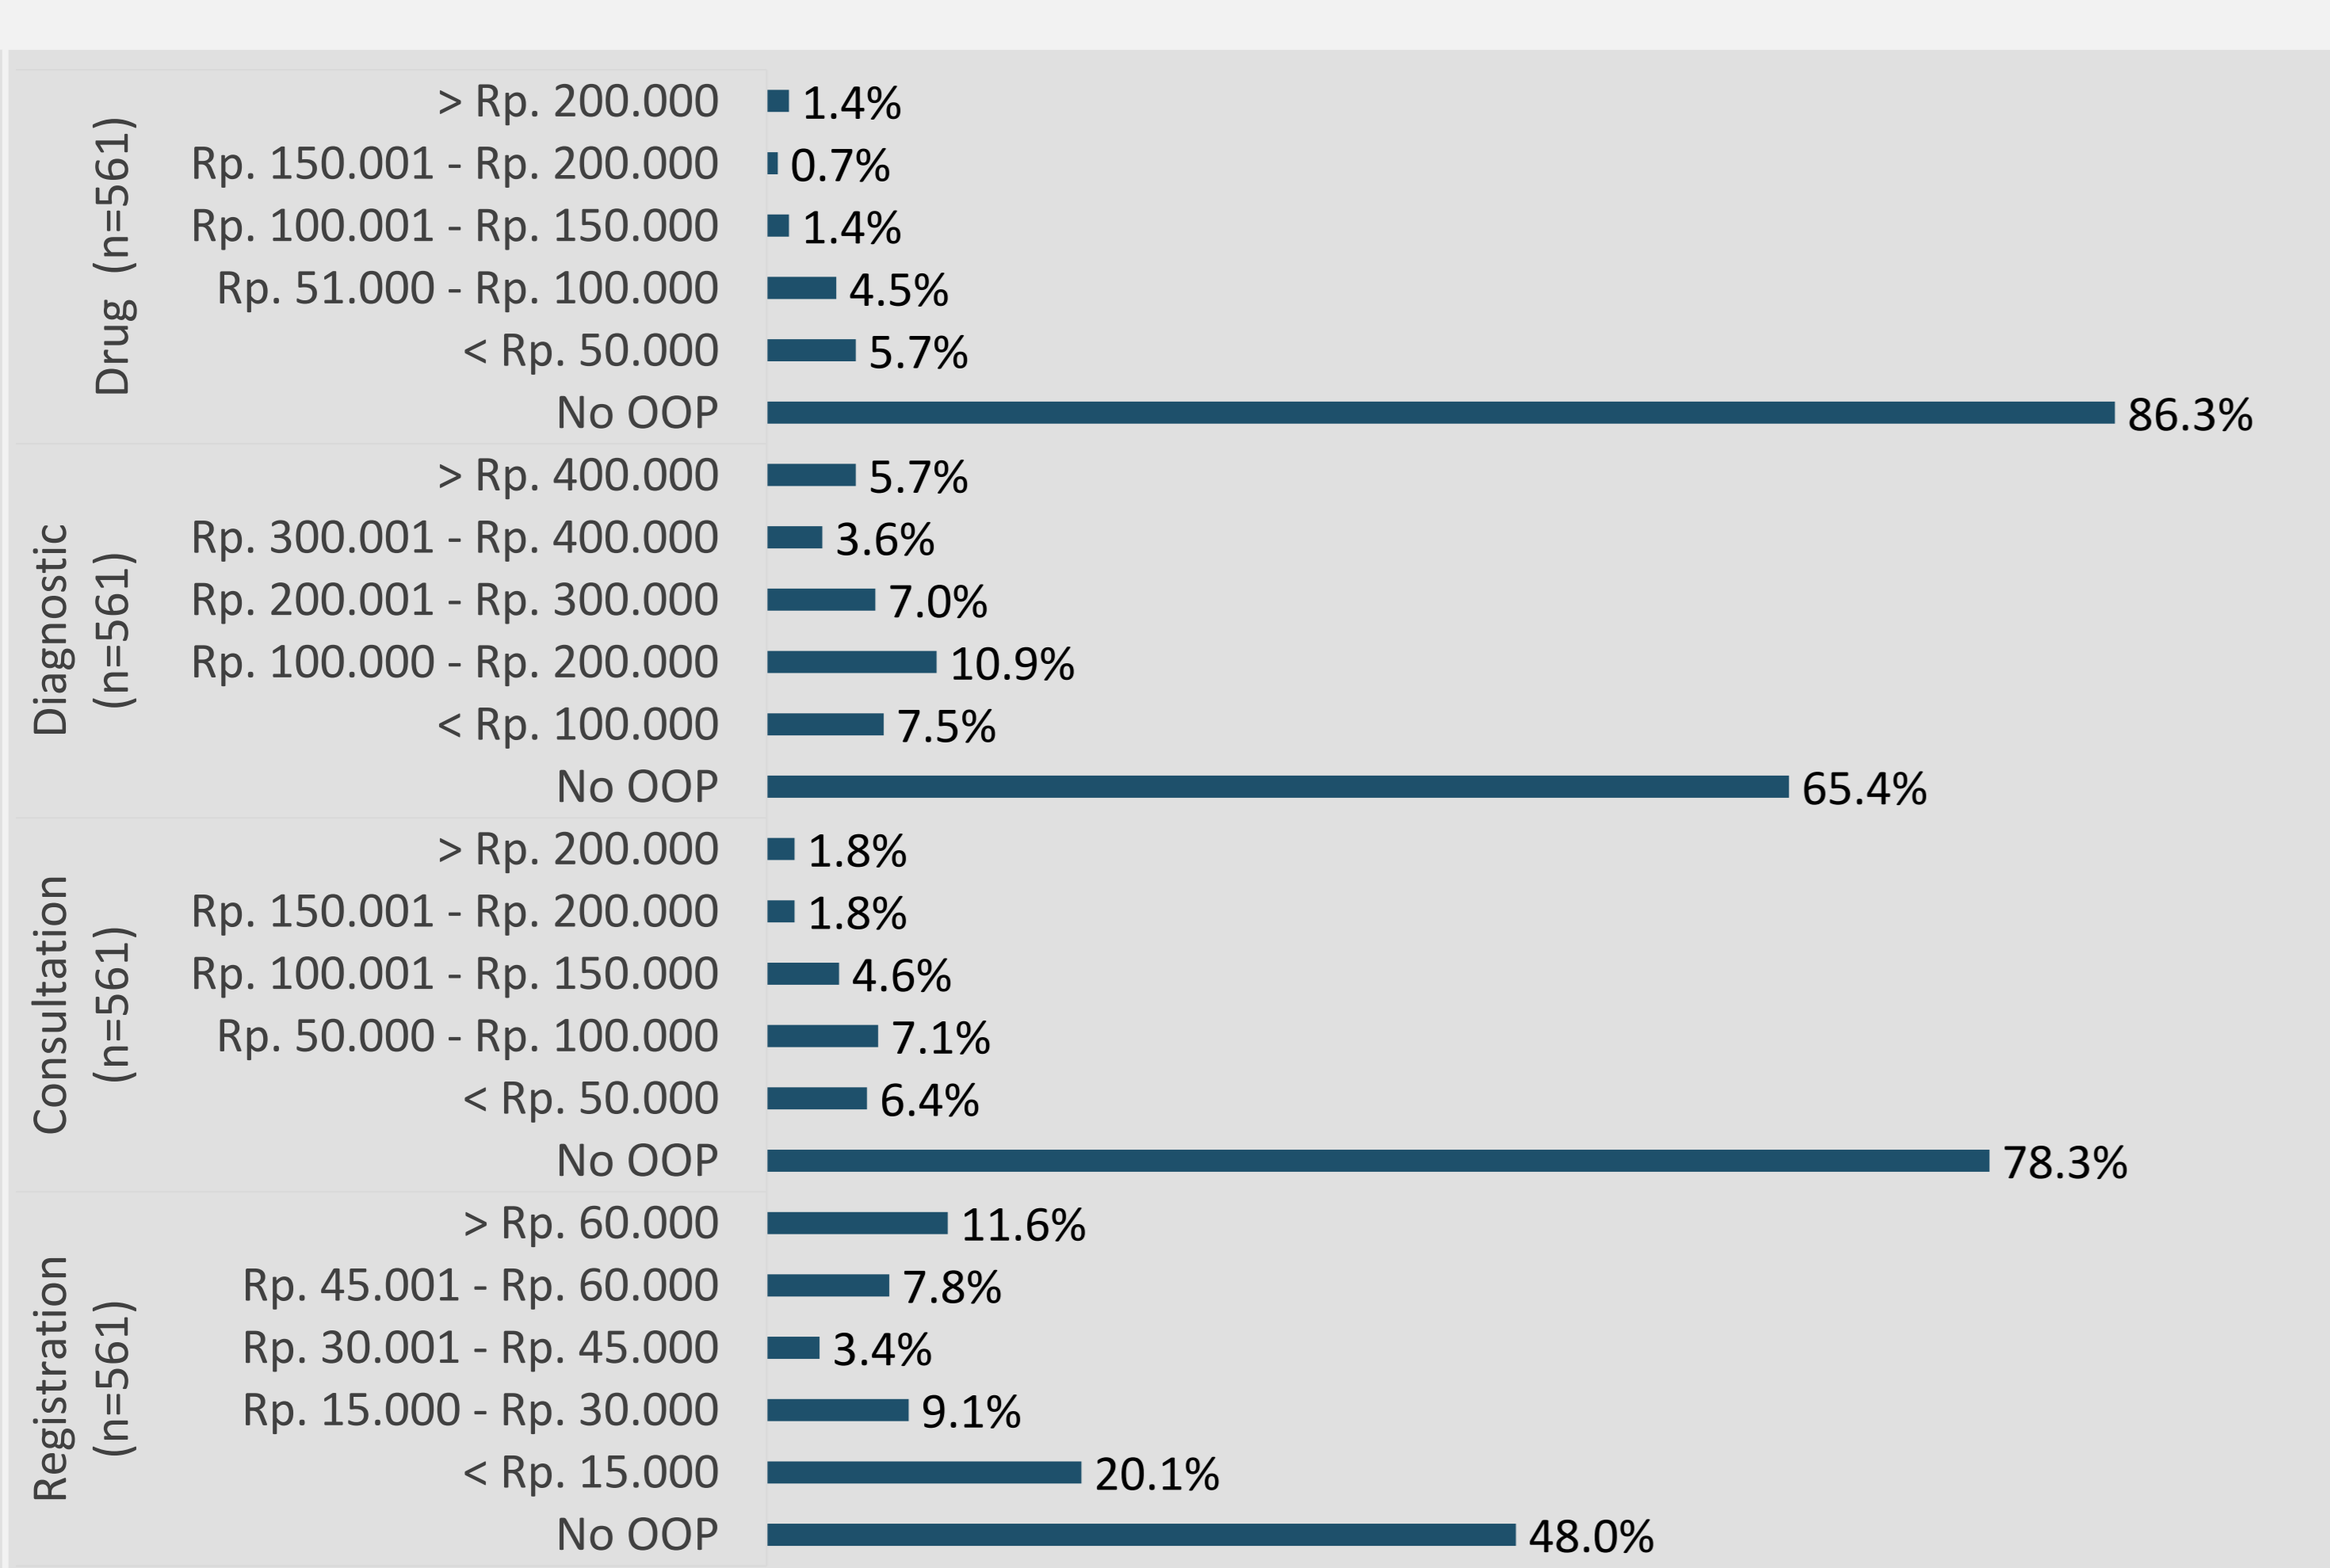 Drug (n=561)
> Rp. 200.000 1.4%
Rp. 150.001 - Rp. 200.000 0.7%
Rp. 100.001 - Rp. 150.000 1.4%
Rp. 51.000 - Rp. 100.000 4.5%
< Rp. 50.000 5.7%
No OOP 86.3%
Diagnostic
(n=561)
> Rp. 400.000 5.7%
Rp. 300.001 - Rp. 400.000 3.6%
Rp. 200.001 - Rp. 300.000 7.0%
Rp. 100.000 - Rp. 200.000 10.9%
< Rp. 100.000 7.5%
No OOP 65.4%
Consultation
(n=561)
> Rp. 200.000 1.8%
Rp. 150.001 - Rp. 200.000 1.8%
Rp. 100.001 - Rp. 150.000 4.6%
Rp. 50.000 - Rp. 100.000 7.1%
< Rp. 50.000 6.4%
No OOP 78.3%
Registration
(n=561)
> Rp. 60.000 11.6%
Rp. 45.001 - Rp. 60.000 7.8%
Rp. 30.001 - Rp. 45.000 3.4%
Rp. 15.000 - Rp. 30.000 9.1%
< Rp. 15.000 20.1%
No OOP 48.0%